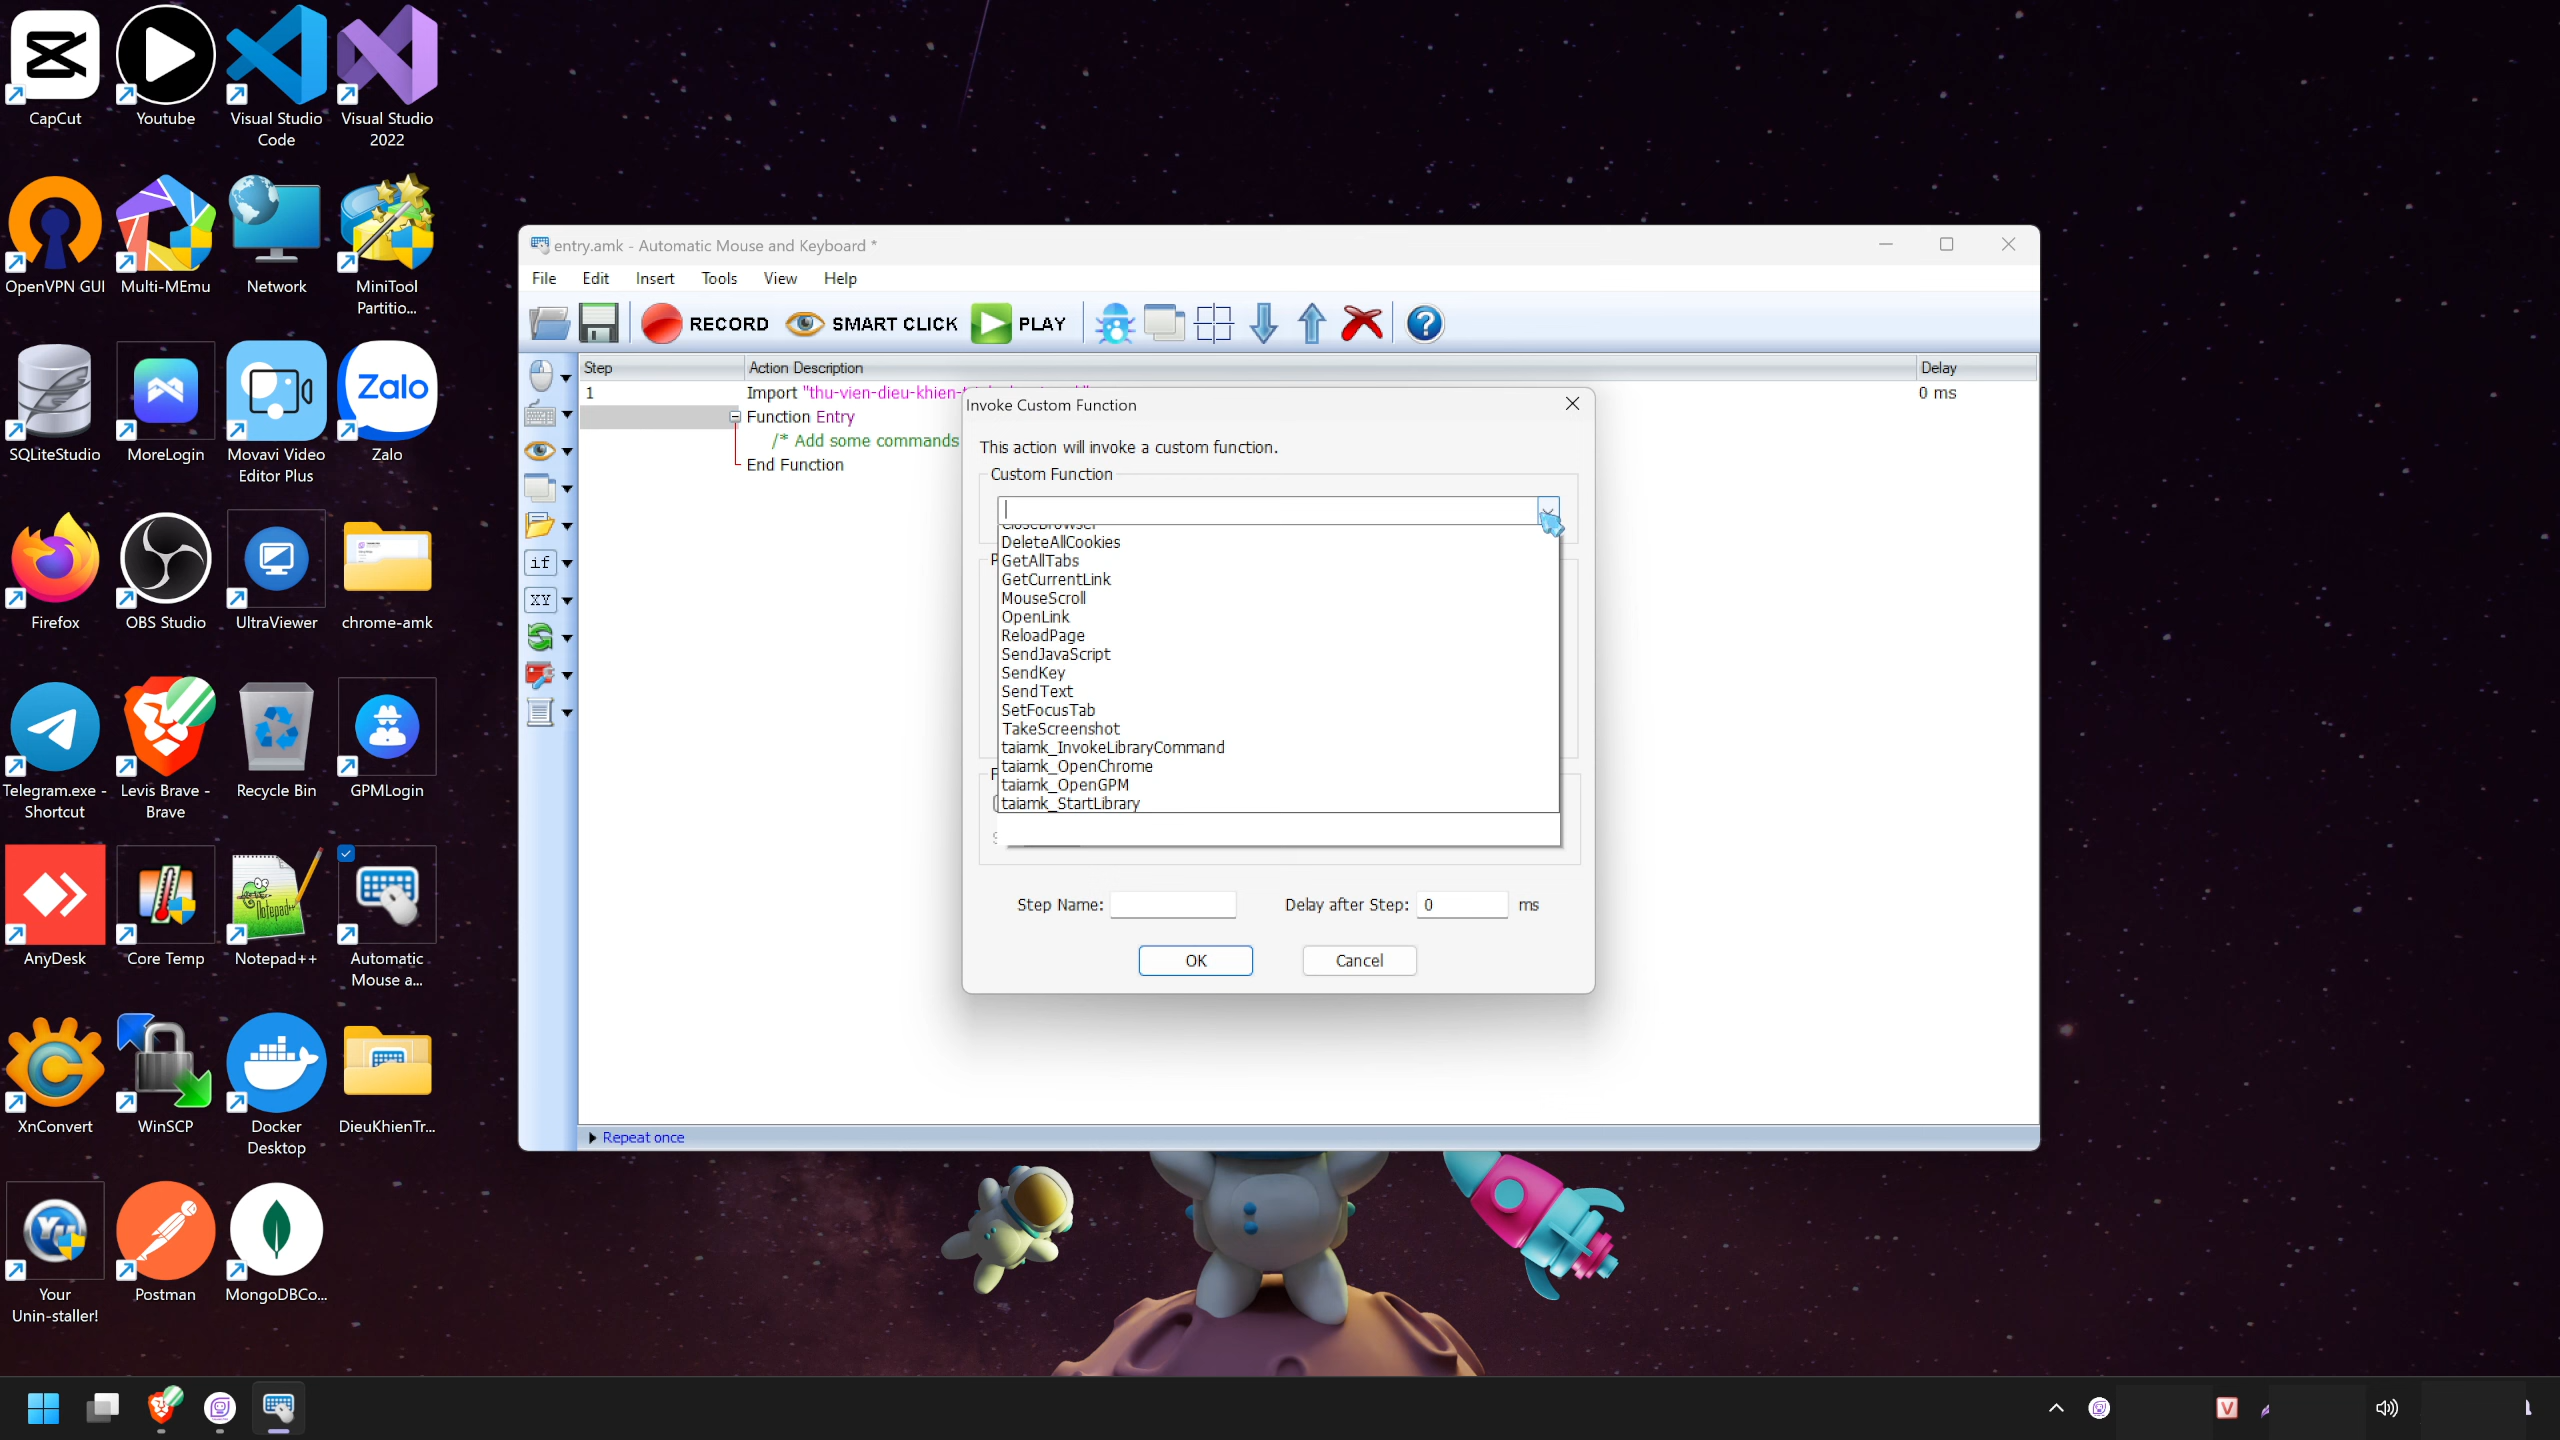 CapCut
Youtube
Visual Studio Code
Visual Studio 2022
OpenVPN GUI
Multi-MEmu
Network
MiniTool Partitio...
SQLiteStudio
MoreLogin
Movavi Video Editor Plus
Zalo
Zalo
Firefox
OBS Studio
UltraViewer
chrome-amk
Telegram.exe - Shortcut
Levis Brave - Brave
Recycle Bin
GPMLogin
AnyDesk
Core Temp
Notepad++
Automatic Mouse a...
XnConvert
WinSCP
Docker Desktop
DieuKhienTr...
Your Unin-staller!
Postman
MongoDBCo...
entry.amk - Automatic Mouse and Keyboard *
File Edit Insert Tools View Help
RECORD SMART CLICK PLAY
Step Action Description Delay
1 Import "thu-vien-dieu-khien- 0 ms
Function Entry
/* Add some commands
End Function
if
XY
Repeat once
Invoke Custom Function
This action will invoke a custom function.
Custom Function
CloseBrowser
DeleteAllCookies
GetAllTabs
GetCurrentLink
MouseScroll
OpenLink
ReloadPage
SendJavaScript
SendKey
SendText
SetFocusTab
TakeScreenshot
taiamk_InvokeLibraryCommand
taiamk_OpenChrome
taiamk_OpenGPM
taiamk_StartLibrary
Step Name: Delay after Step: 0 ms
OK Cancel
V